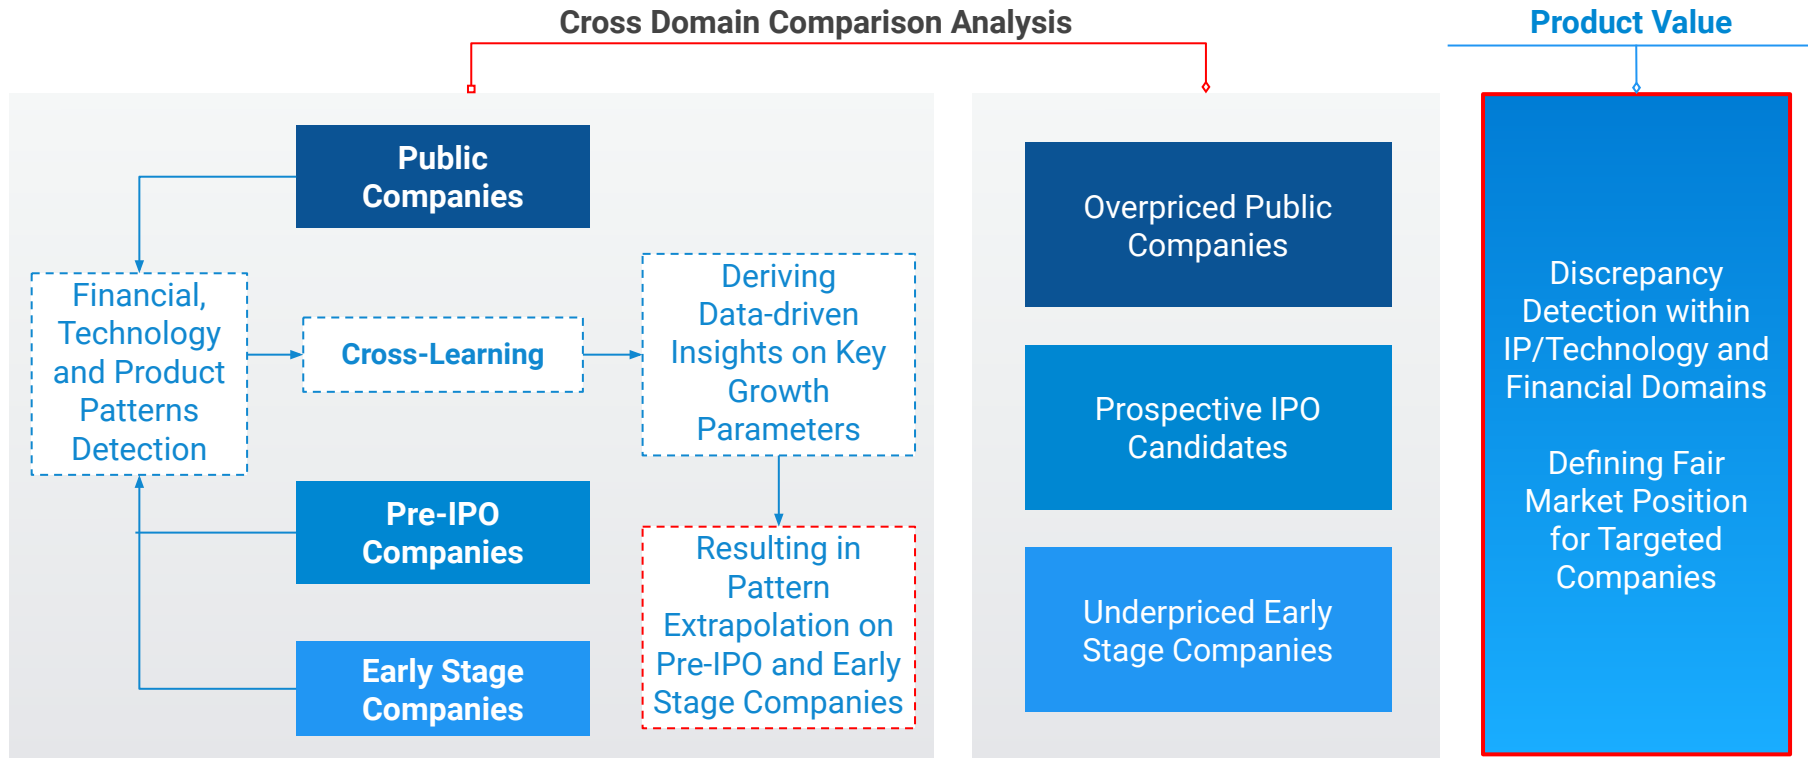 Cross Domain Comparison Analysis
Product Value
Public
Companies
Financial,
Technology
and Product
Patterns
Detection
Cross-Learning
Deriving
Data-driven
Insights on Key
Growth
Parameters
Pre-IPO
Companies
Resulting in
Pattern
Extrapolation on
Pre-IPO and Early
Stage Companies
Early Stage
Companies
Overpriced Public
Companies
Prospective IPO
Candidates
Underpriced Early
Stage Companies
Discrepancy
Detection within
IP/Technology and
Financial Domains
Defining Fair
Market Position
for Targeted
Companies